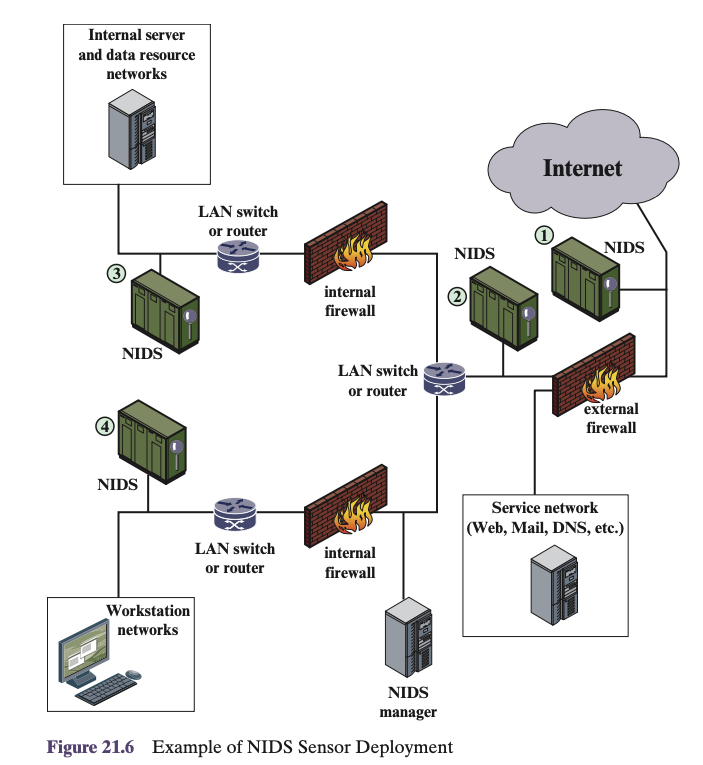 Internal server
and data resource
networks
Internet
LAN switch
or router
1
NIDS
NIDS
3
2
internal
firewall
NIDS
LAN switch
or router
4
external
firewall
NIDS
Service network
(Web, Mail, DNS, etc.)
LAN switch
or router
internal
firewall
Workstation
networks
NIDS
manager
Figure 21.6 Example of NIDS Sensor Deployment